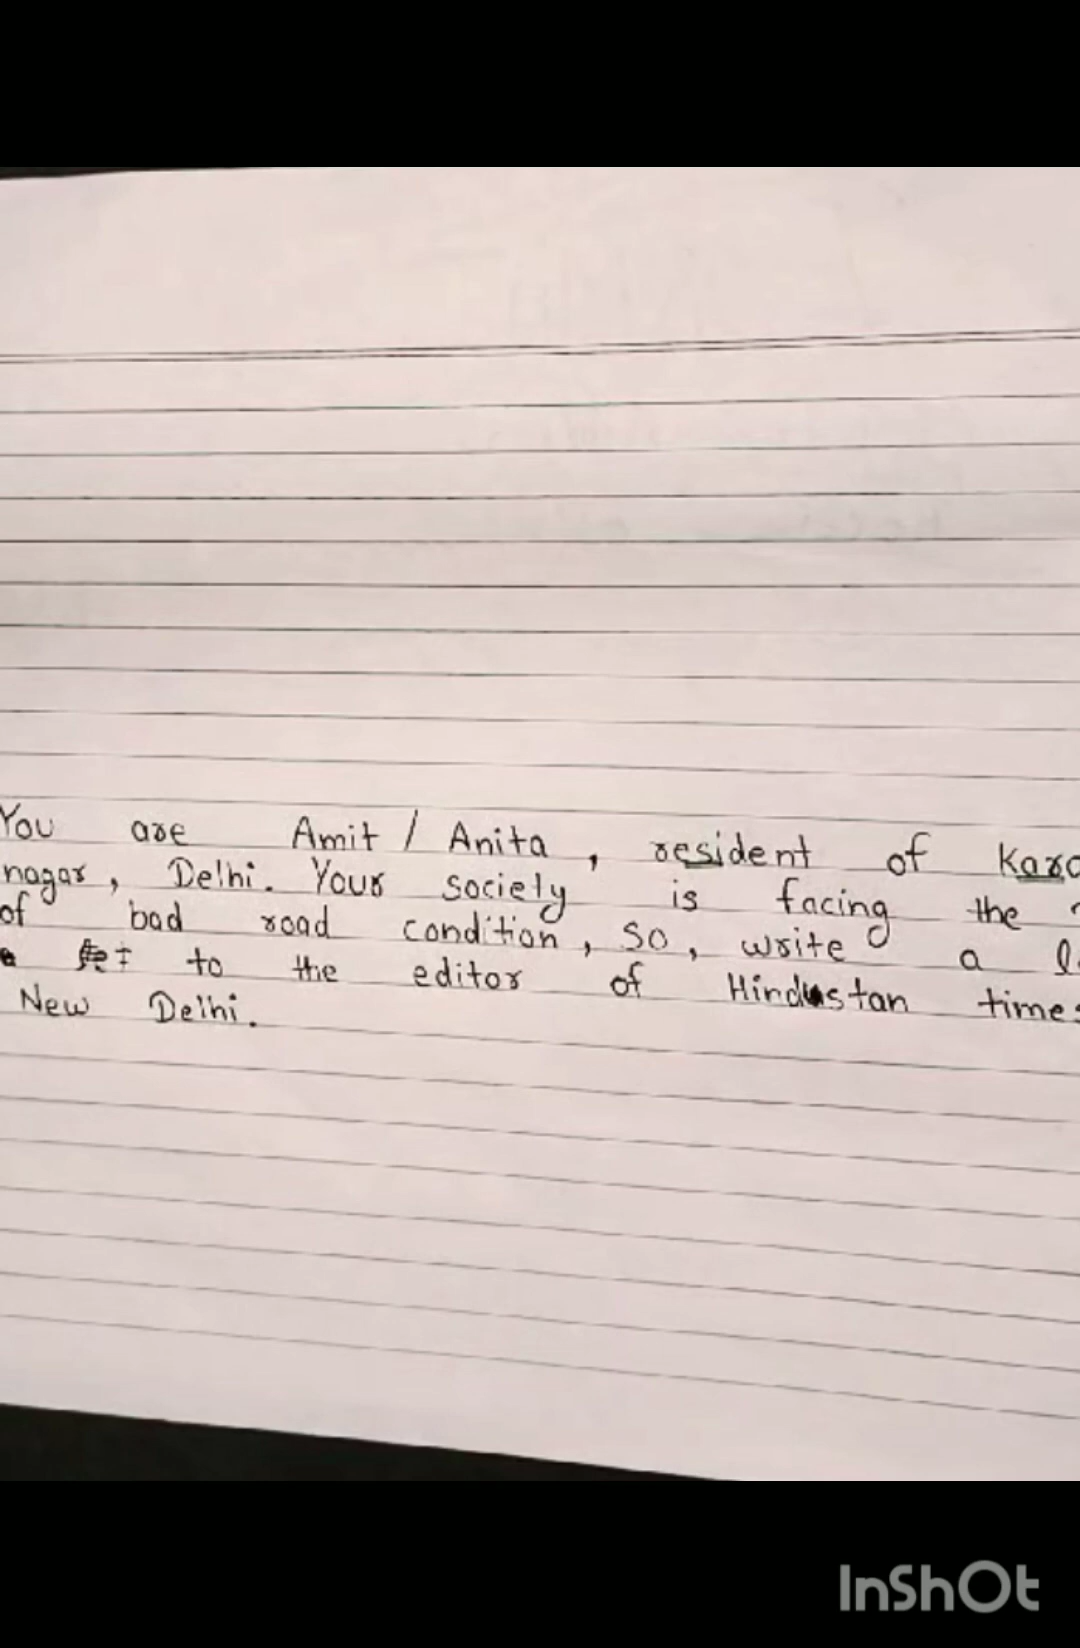 You are Amit / Anita, resident of
nagar, Delhi. Your society is facing the
of bad road condition, so, write a
to the editor of Hindustan times
New Delhi.
InShOt